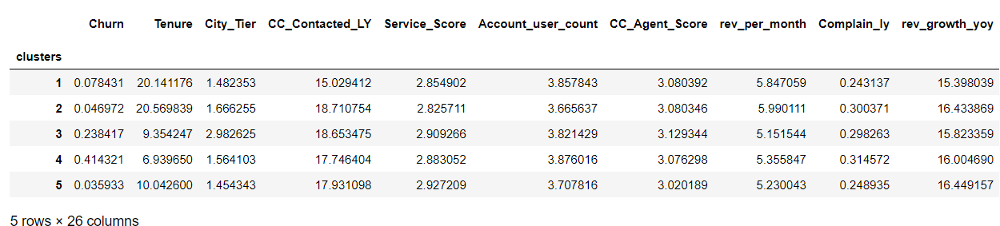 Churn Tenure City_Tier CC_Contacted_LY Service_Score Account_user_count CC_Agent_Score rev_per_month Complain_ly rev_growth_yoy
clusters
1 0.078431 20.141176 1.482353 15.029412 2.854902 3.857843 3.080392 5.847059 0.243137 15.398039
2 0.046972 20.569839 1.666255 18.710754 2.825711 3.665637 3.080346 5.990111 0.300371 16.433869
3 0.238417 9.354247 2.982625 18.653475 2.909266 3.821429 3.129344 5.151544 0.298263 15.823359
4 0.414321 6.939650 1.564103 17.746404 2.883052 3.876016 3.076298 5.355847 0.314572 16.004690
5 0.035933 10.042600 1.454343 17.931098 2.927209 3.707816 3.020189 5.230043 0.248935 16.449157
5 rows × 26 columns